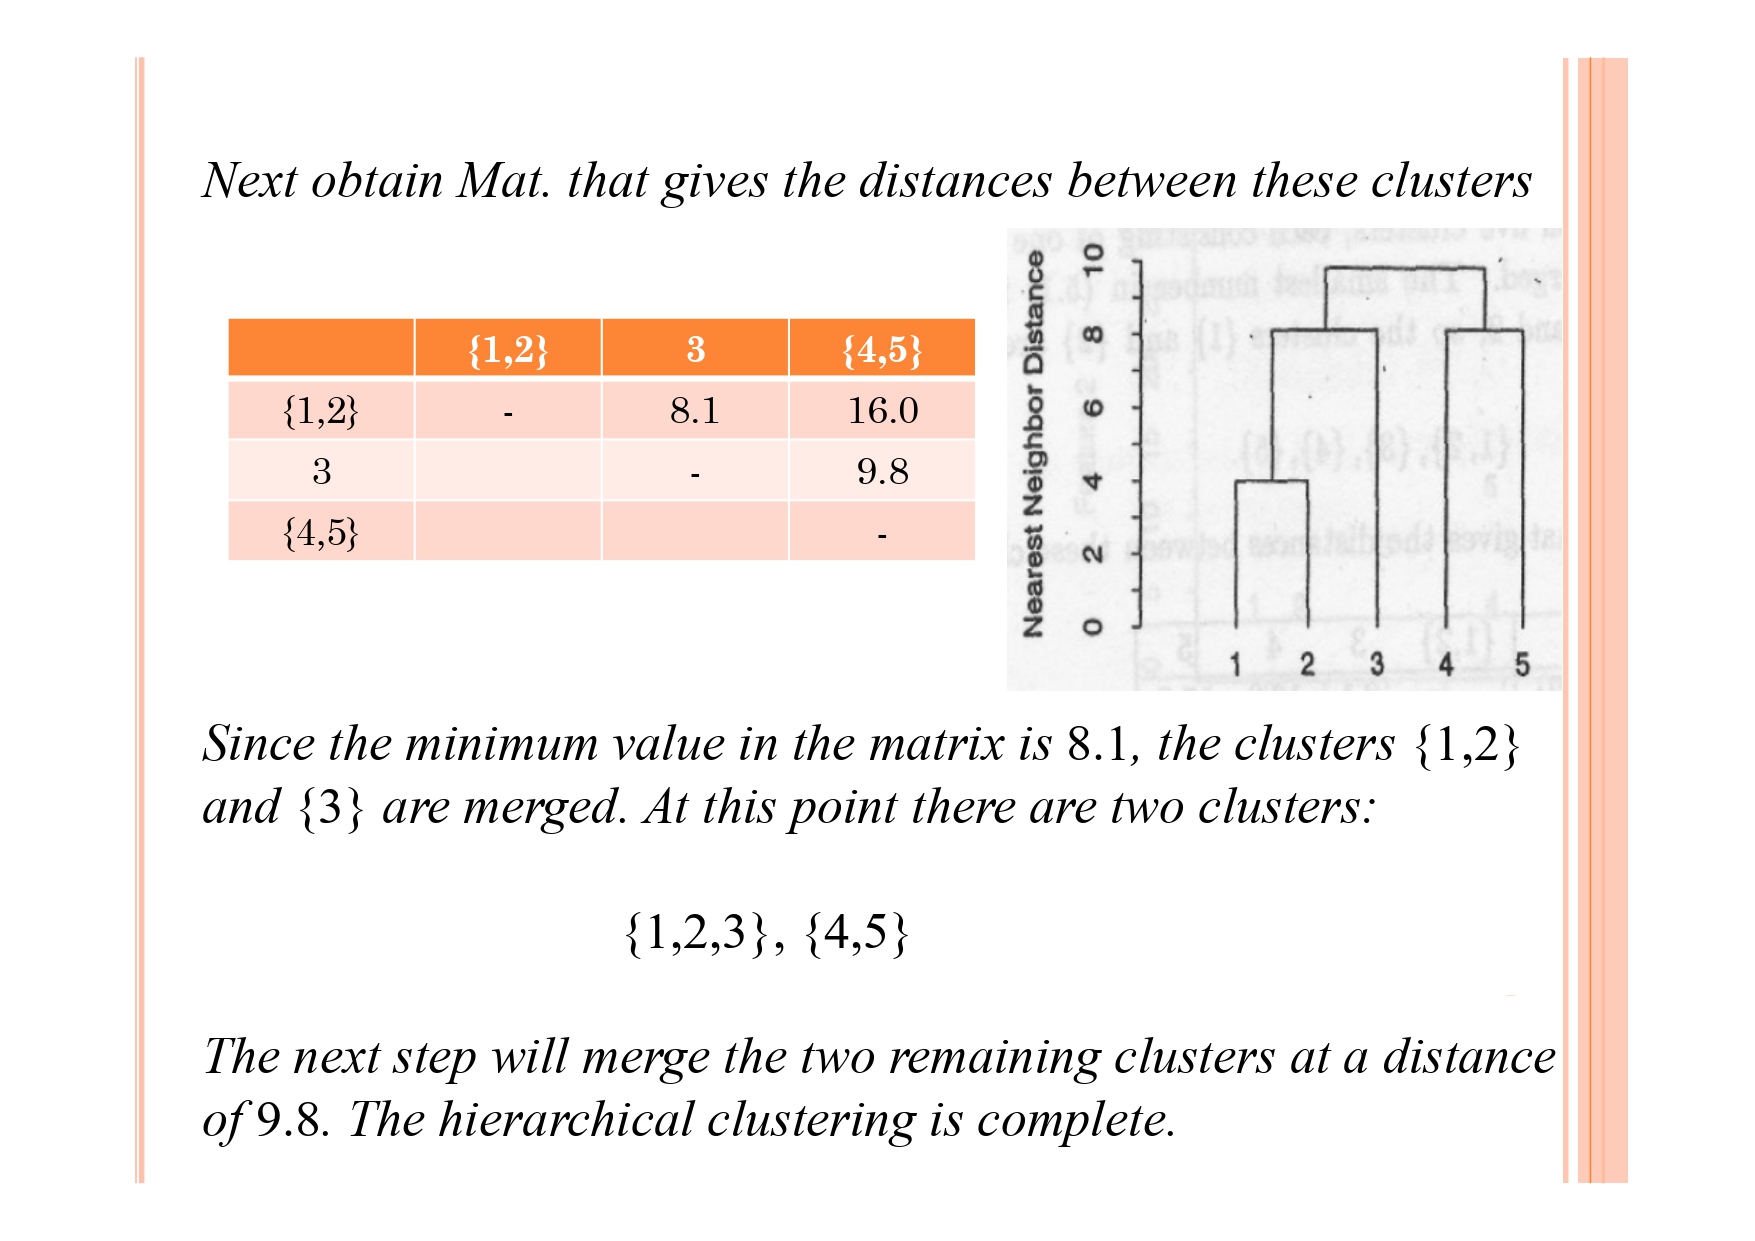 Next obtain Mat. that gives the distances between these clusters
{1,2} 3 {4,5}
{1,2} - 8.1 16.0
3 - 9.8
{4,5} -
Nearest Neighbor Distance
10
8
6
4
2
0
1 2 3 4 5
Since the minimum value in the matrix is 8.1, the clusters {1,2}
and {3} are merged. At this point there are two clusters:
{1,2,3}, {4,5}
The next step will merge the two remaining clusters at a distance
of 9.8. The hierarchical clustering is complete.